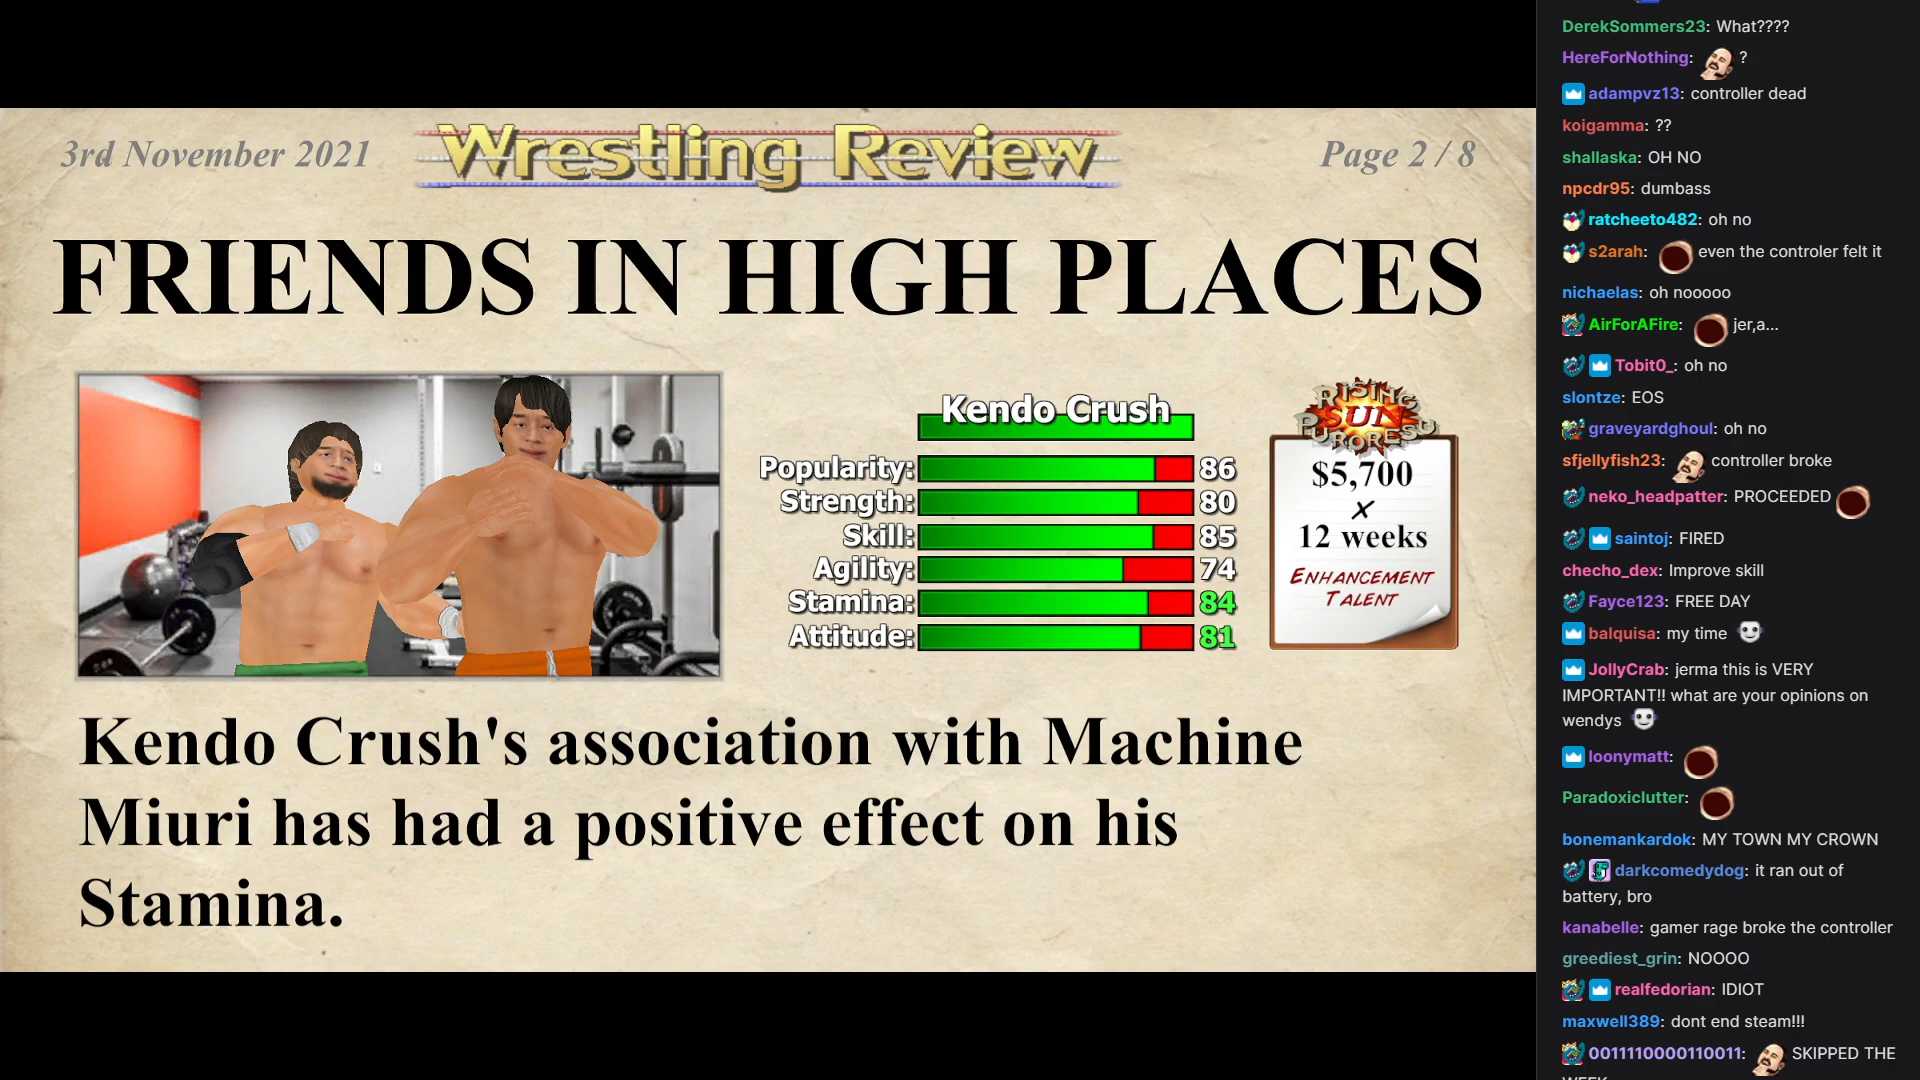 3rd November 2021
Wrestling Review
Page 2 / 8
FRIENDS IN HIGH PLACES
Kendo Crush
Popularity: 86
Strength: 80
Skill: 85
Agility: 74
Stamina: 84
Attitude: 81
RISING
SUN
PURORESU
$5,700
x
12 weeks
ENHANCEMENT
TALENT
Kendo Crush's association with Machine
Miuri has had a positive effect on his
Stamina.
DerekSommers23: What????
HereForNothing: ?
adampvz13: controller dead
koigamma: ??
shallaska: OH NO
npcdr95: dumbass
ratcheeto482: oh no
s2arah: even the controler felt it
nichaelas: oh nooooo
AirForAFire: jer,a...
Tobit0_: oh no
slontze: EOS
graveyardghoul: oh no
sfjellyfish23: controller broke
neko_headpatter: PROCEEDED
saintoj: FIRED
checho_dex: Improve skill
Fayce123: FREE DAY
balquisa: my time
JollyCrab: jerma this is VERY
IMPORTANT!! what are your opinions on
wendys
loonymatt:
Paradoxiclutter:
bonemankardok: MY TOWN MY CROWN
darkcomedydog: it ran out of
battery, bro
kanabelle: gamer rage broke the controller
greediest_grin: NOOOO
realfedorian: IDIOT
maxwell389: dont end steam!!!
0011110000110011: SKIPPED THE